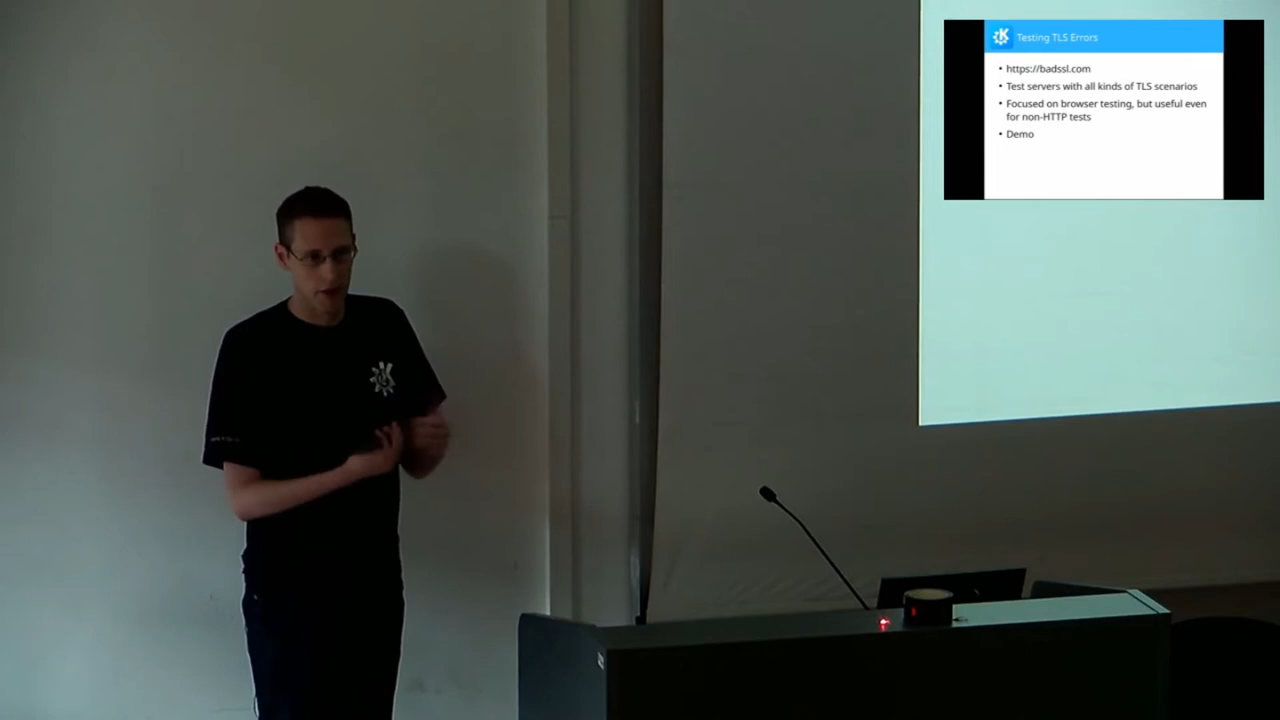 Testing TLS Errors
• https://badssl.com
• Test servers with all kinds of TLS scenarios
• Focused on browser testing, but useful even
for non-HTTP tests
• Demo